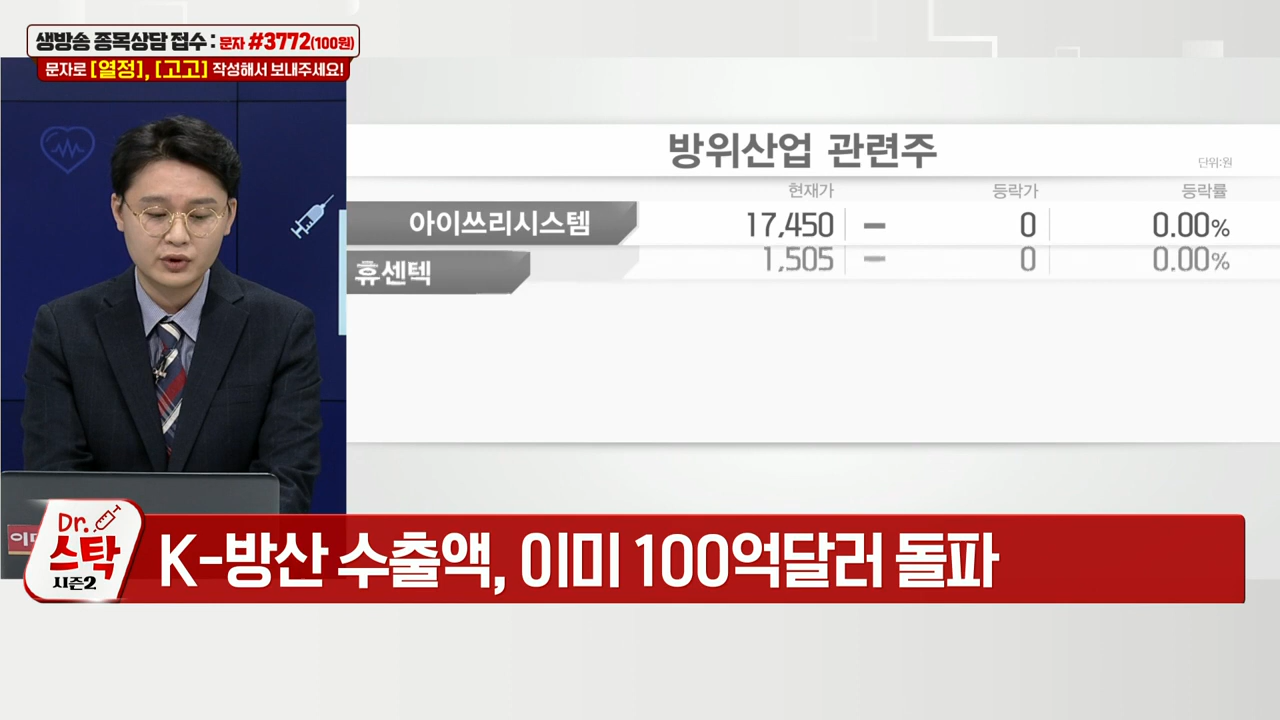 생방송 종목상담 접수 : 문자 #3772(100원)
문자로 [열정], [고고] 작성해서 보내주세요!
방위산업 관련주
단위:원
현재가 등락가 등락률
아이쓰리시스템 17,450 0 0.00%
휴센텍 1,505 0 0.00%
Dr.
스탁
시즌2
K-방산 수출액, 이미 100억달러 돌파